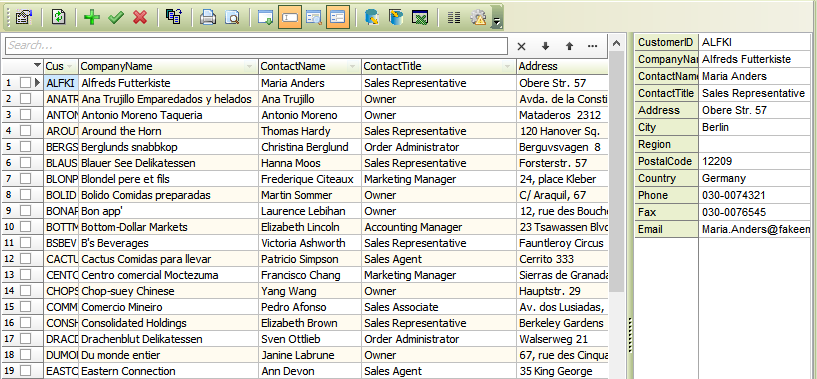 Search...
Cus CompanyName ContactName ContactTitle Address
1 ALFKI Alfreds Futterkiste Maria Anders Sales Representative Obere Str. 57
2 ANATR Ana Trujillo Emparedados y helados Ana Trujillo Owner Avda. de la Consti
3 ANTON Antonio Moreno Taqueria Antonio Moreno Owner Mataderos 2312
4 AROUT Around the Horn Thomas Hardy Sales Representative 120 Hanover Sq.
5 BERGS Berglunds snabbkop Christina Berglund Order Administrator Berguvsvagen 8
6 BLAUS Blauer See Delikatessen Hanna Moos Sales Representative Forsterstr. 57
7 BLONP Blondel pere et fils Frederique Citeaux Marketing Manager 24, place Kleber
8 BOLID Bolido Comidas preparadas Martin Sommer Owner C/ Araquil, 67
9 BONAP Bon app' Laurence Lebihan Owner 12, rue des Bouche
10 BOTTM Bottom-Dollar Markets Elizabeth Lincoln Accounting Manager 23 Tsawassen Blvd
11 BSBEV B's Beverages Victoria Ashworth Sales Representative Fauntleroy Circus
12 CACTU Cactus Comidas para llevar Patricio Simpson Sales Agent Cerrito 333
13 CENTC Centro comercial Moctezuma Francisco Chang Marketing Manager Sierras de Granada
14 CHOPS Chop-suey Chinese Yang Wang Owner Hauptstr. 29
15 COMM Comercio Mineiro Pedro Afonso Sales Associate Av. dos Lusiadas,
16 CONSH Consolidated Holdings Elizabeth Brown Sales Representative Berkeley Gardens
17 DRACD Drachenblut Delikatessen Sven Ottlieb Order Administrator Walserweg 21
18 DUMOI Du monde entier Janine Labrune Owner 67, rue des Cinqua
19 EASTC Eastern Connection Ann Devon Sales Agent 35 King George
CustomerID ALFKI
CompanyNam Alfreds Futterkiste
ContactName Maria Anders
ContactTitle Sales Representative
Address Obere Str. 57
City Berlin
Region
PostalCode 12209
Country Germany
Phone 030-0074321
Fax 030-0076545
Email Maria.Anders@fakeem